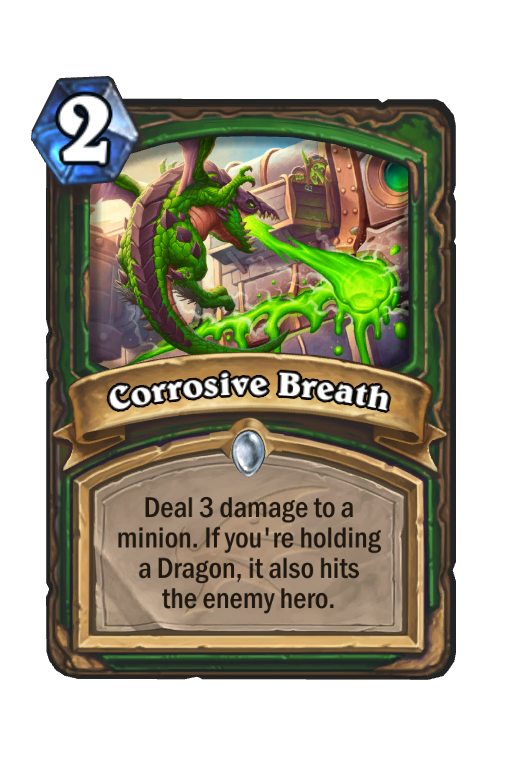 2
Corrosive Breath
Deal 3 damage to a
minion. If you're holding
a Dragon, it also hits
the enemy hero.